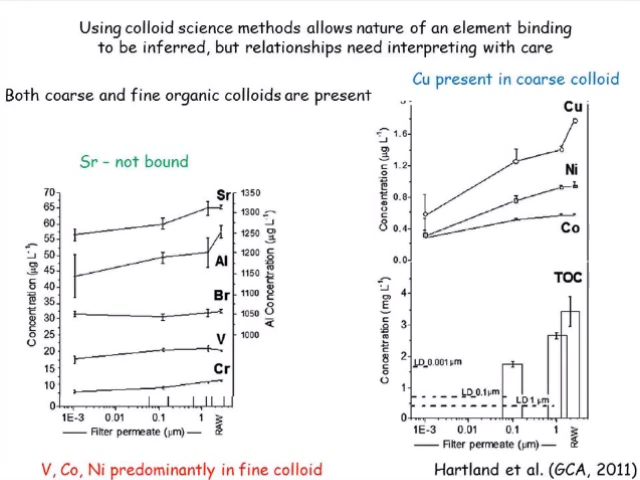 Using colloid science methods allows nature of an element binding
to be inferred, but relationships need interpreting with care
Both coarse and fine organic colloids are present
Cu present in coarse colloid
Sr – not bound
Concentration (µg L⁻¹)
70
65
60
55
50
45
40
35
30
25
20
15
10
0
Sr
Al
Br
V
Cr
1350
1300
1250
1200
1150
1100
1050
1000
Al Concentration (µg L⁻¹)
1E-3 0.01 0.1 1 RAW
Filter permeate (µm)
Concentration (µg L⁻¹)
1.6
1.2
0.8
0.4
0.0
Cu
Ni
Co
Concentration (mg L⁻¹)
4
3
2
1
0
TOC
LD 0.001 µm
LD 0.1µm
LD 1 µm
1E-3 0.01 0.1 1 RAW
Filter permeate (µm)
V, Co, Ni predominantly in fine colloid
Hartland et al. (GCA, 2011)